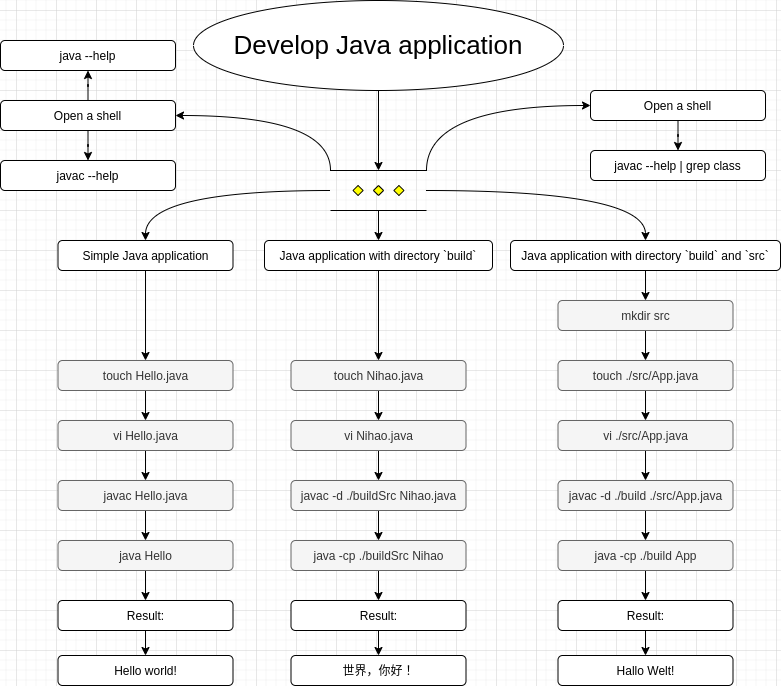 Develop Java application
java --help
Open a shell
javac --help
Open a shell
javac --help | grep class
Simple Java application
Java application with directory `build`
Java application with directory `build` and `src`
mkdir src
touch Hello.java
touch Nihao.java
touch ./src/App.java
vi Hello.java
vi Nihao.java
vi ./src/App.java
javac Hello.java
javac -d ./buildSrc Nihao.java
javac -d ./build ./src/App.java
java Hello
java -cp ./buildSrc Nihao
java -cp ./build App
Result:
Result:
Result:
Hello world!
世界，你好！
Hallo Welt!